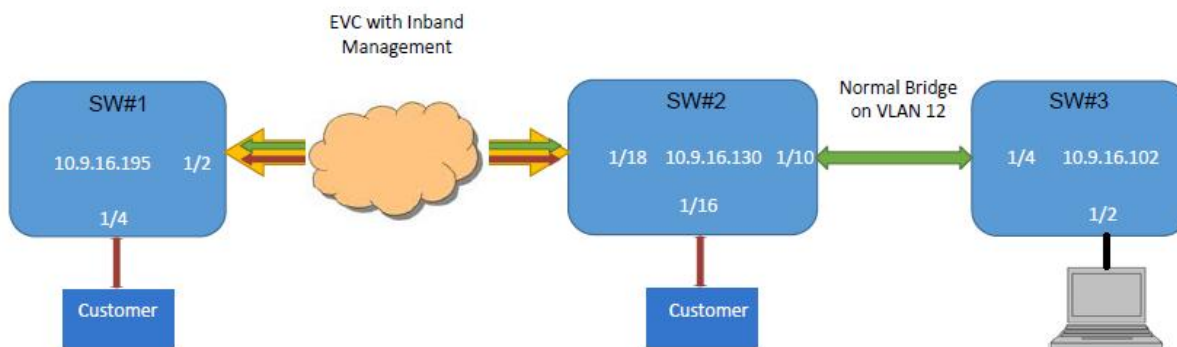 EVC with Inband
Management
Normal Bridge
on VLAN 12
SW#1
10.9.16.195 1/2
1/4
Customer
SW#2
1/18 10.9.16.130 1/10
1/16
Customer
SW#3
1/4 10.9.16.102
1/2